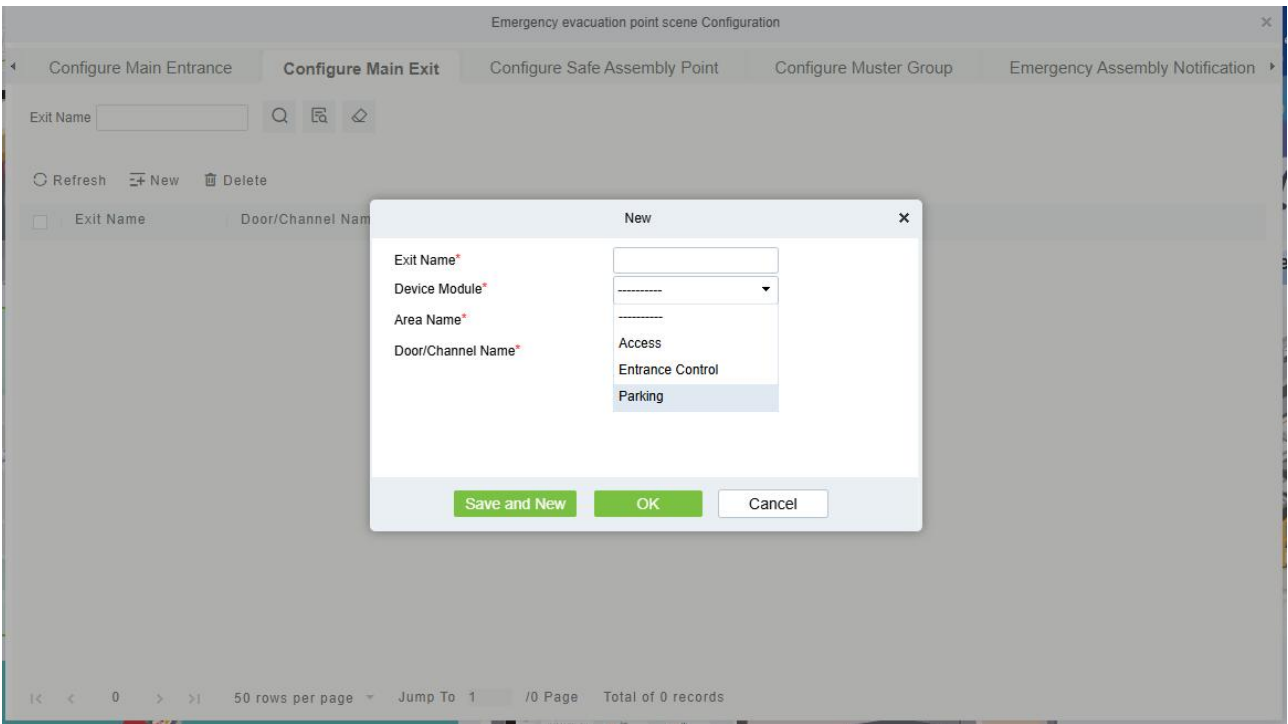 Emergency evacuation point scene Configuration
Configure Main Entrance Configure Main Exit Configure Safe Assembly Point Configure Muster Group Emergency Assembly Notification
Exit Name
Refresh New Delete
Exit Name Door/Channel Nam
New
Exit Name*
Device Module* ----------
Area Name* ----------
Access
Door/Channel Name*
Entrance Control
Parking
Save and New OK Cancel
0 50 rows per page Jump To 1 /0 Page Total of 0 records